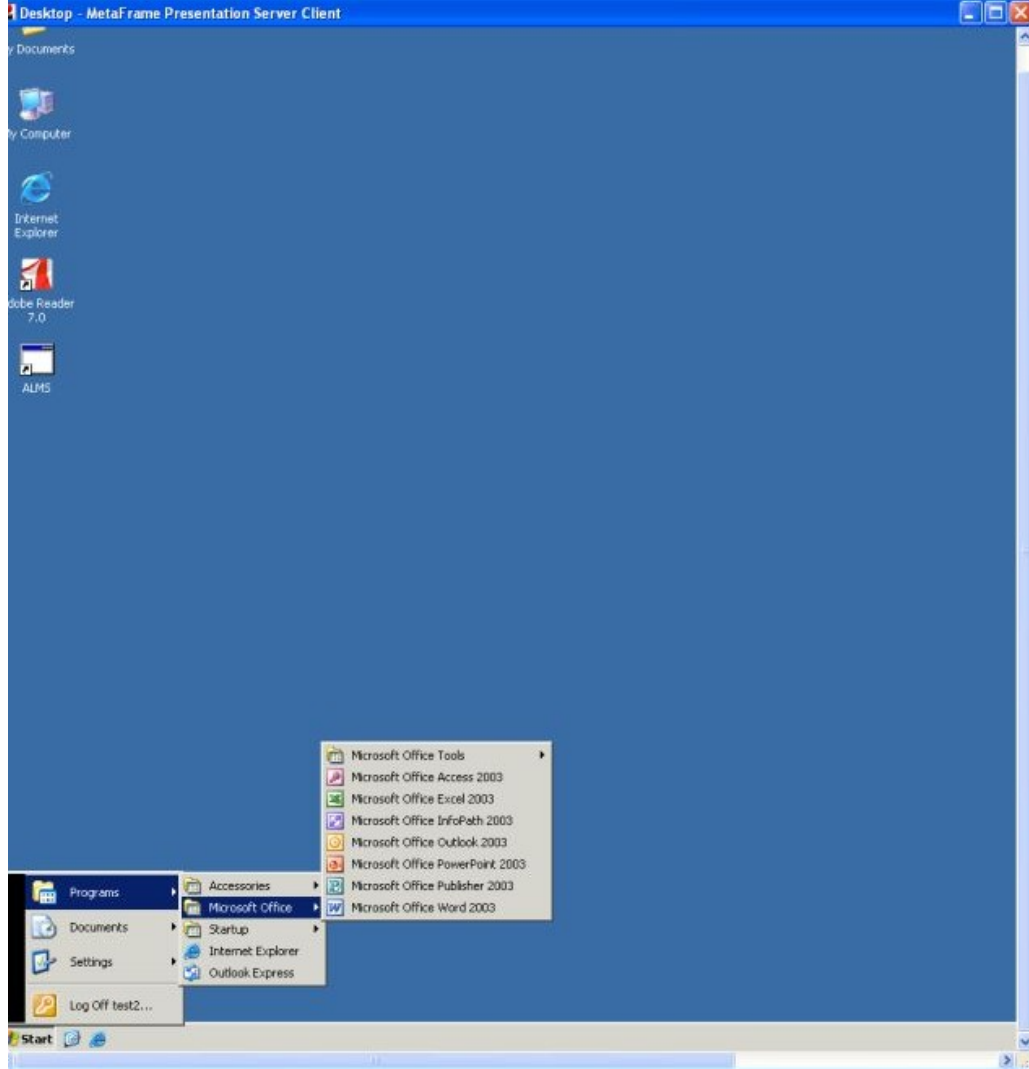 Desktop - MetaFrame Presentation Server Client
y Documents
My Computer
Internet
Explorer
dobe Reader
7.0
ALMS
Microsoft Office Tools
Microsoft Office Access 2003
Microsoft Office Excel 2003
Microsoft Office InfoPath 2003
Microsoft Office Outlook 2003
Microsoft Office PowerPoint 2003
Microsoft Office Publisher 2003
Microsoft Office Word 2003
Accessories
Microsoft Office
Startup
Internet Explorer
Outlook Express
Programs
Documents
Settings
Log Off test2...
Start